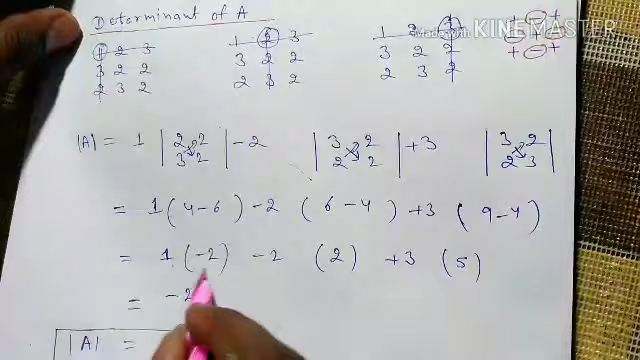 Determinant of A
1 2 3 1 2 3 1 2 3 + - +
3 2 2 3 2 2 3 2 2 - + -
2 3 2 2 3 2 2 3 2 + - +
Made With KINEMASTER
|A| = 1 | 2 2 | - 2 | 3 2 | + 3 | 3 2 |
3 2 2 2 2 3
= 1 ( 4 - 6 ) - 2 ( 6 - 4 ) + 3 ( 9 - 4 )
= 1 ( -2 ) - 2 ( 2 ) + 3 ( 5 )
= - 2
|A| =